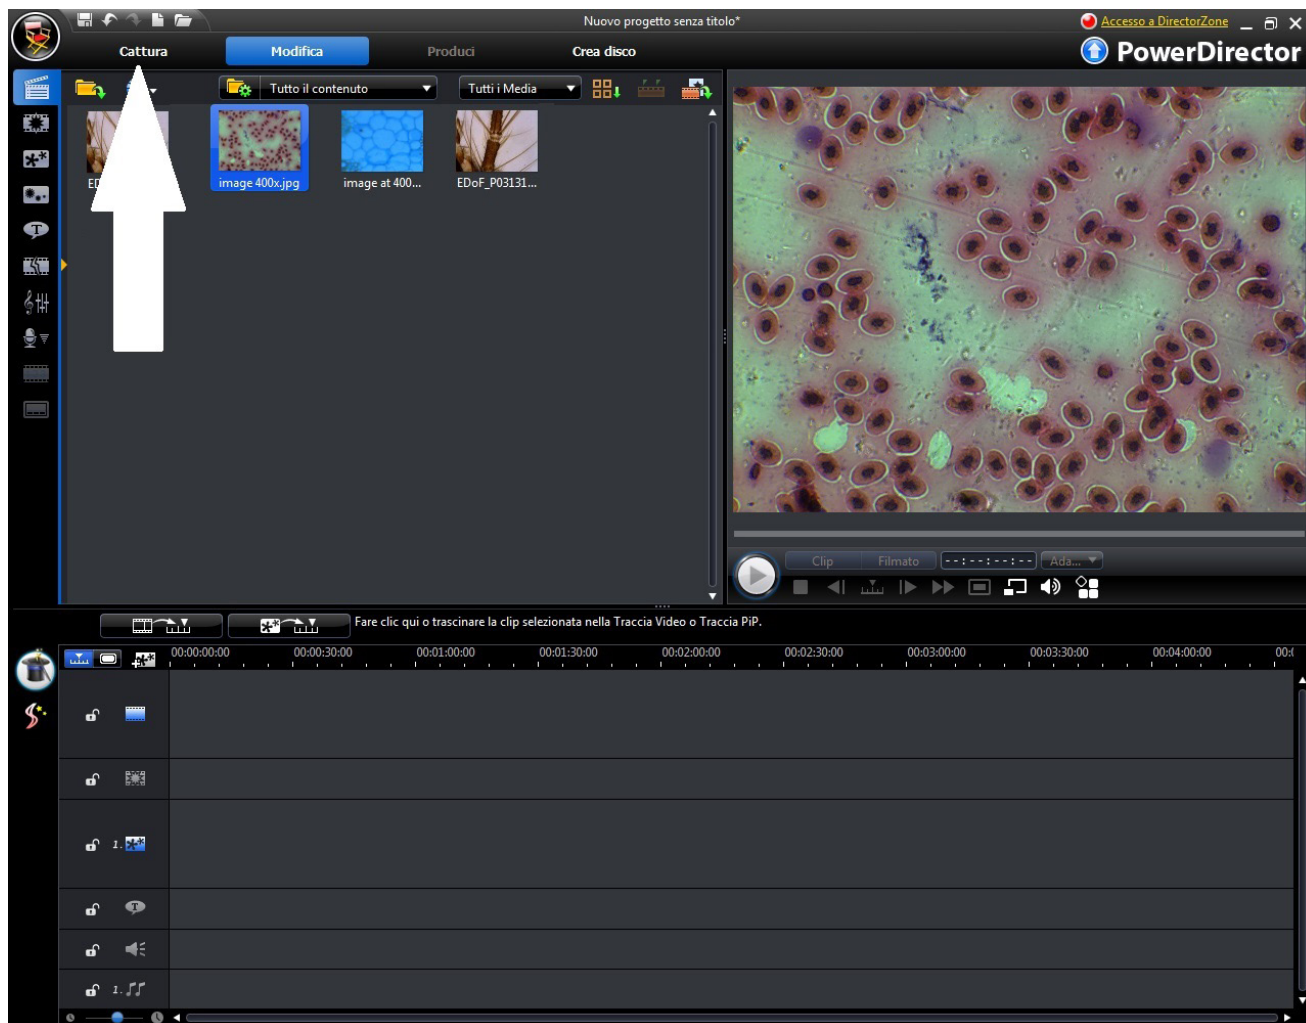 Nuovo progetto senza titolo*
Accesso a DirectorZone
Cattura
Modifica
Produci
Crea disco
PowerDirector
Tutto il contenuto
Tutti i Media
image 400x.jpg
image at 400...
EDoF_P03131...
Clip
Filmato
--:--:--:--
Ada...
Fare clic qui o trascinare la clip selezionata nella Traccia Video o Traccia PiP.
00:00:00:00
00:00:30:00
00:01:00:00
00:01:30:00
00:02:00:00
00:02:30:00
00:03:00:00
00:03:30:00
00:04:00:00
1.
1.